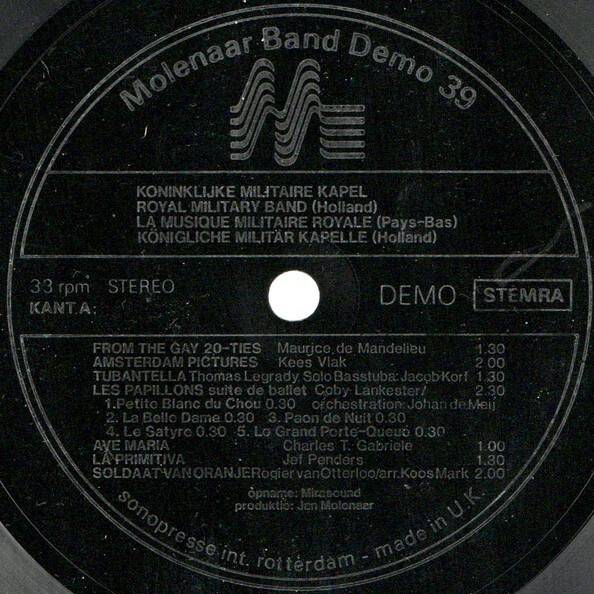 Molenaar Band Demo 39
KONINKLIJKE MILITAIRE KAPEL
ROYAL MILITARY BAND (Holland)
LA MUSIQUE MILITAIRE ROYALE (Pays-Bas)
KÖNIGLICHE MILITÄR KAPELLE (Holland)
33 rpm STEREO DEMO STEMRA
KANT A:
FROM THE GAY 20-TIES Maurice de Mandelieu 1.30
AMSTERDAM PICTURES Kees Vlak 2.00
TUBANTELLA Thomas Legrady, Solo Basstuba: Jacob Korf 1.30
LES PAPILLONS suite de ballet Coby Lankester/ 2.30
1. Petite Blanc du Chou 0.30 orchestration: Johan de Meij
2. La Belle Dame 0.30 3. Paon de Nuit 0.30
4. Le Satyre 0.30 5. Le Grand Porte-Queuö 0.30
AVE MARIA Charles T. Gabriele 1.00
LA PRIMITIVA Jef Penders 1.30
SOLDAAT VAN ORANJE Rogier van Otterloo/arr. Koos Mark 2.00
opname: Mirasound
produktie: Jan Molenaar
sonopresse int. rotterdam - made in U.K.